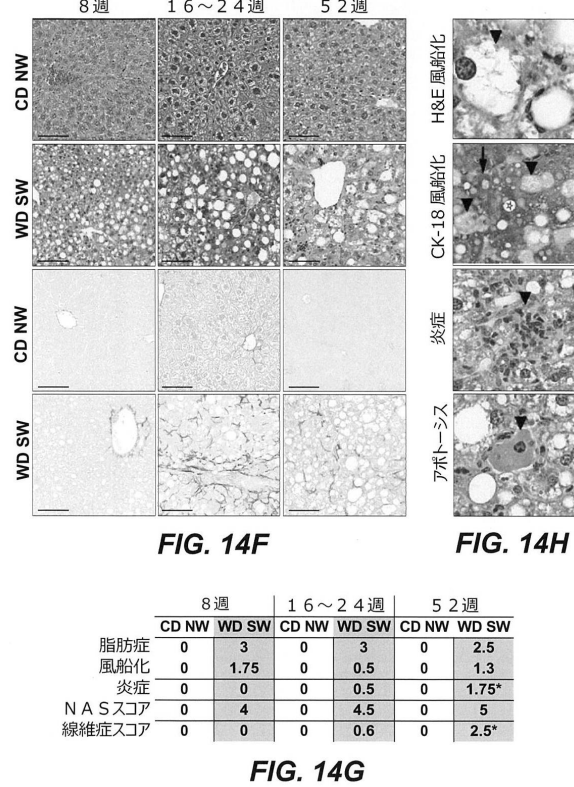 8週 16～24週 52週
CD NW
WD SW
CD NW
WD SW
FIG. 14F
H&E 風船化
CK-18 風船化
炎症
アポトーシス
FIG. 14H
8週 16～24週 52週
CD NW WD SW CD NW WD SW CD NW WD SW
脂肪症 0 3 0 3 0 2.5
風船化 0 1.75 0 0.5 0 1.3
炎症 0 0 0 0.5 0 1.75*
NASスコア 0 4 0 4.5 0 5
線維症スコア 0 0 0 0.6 0 2.5*
FIG. 14G